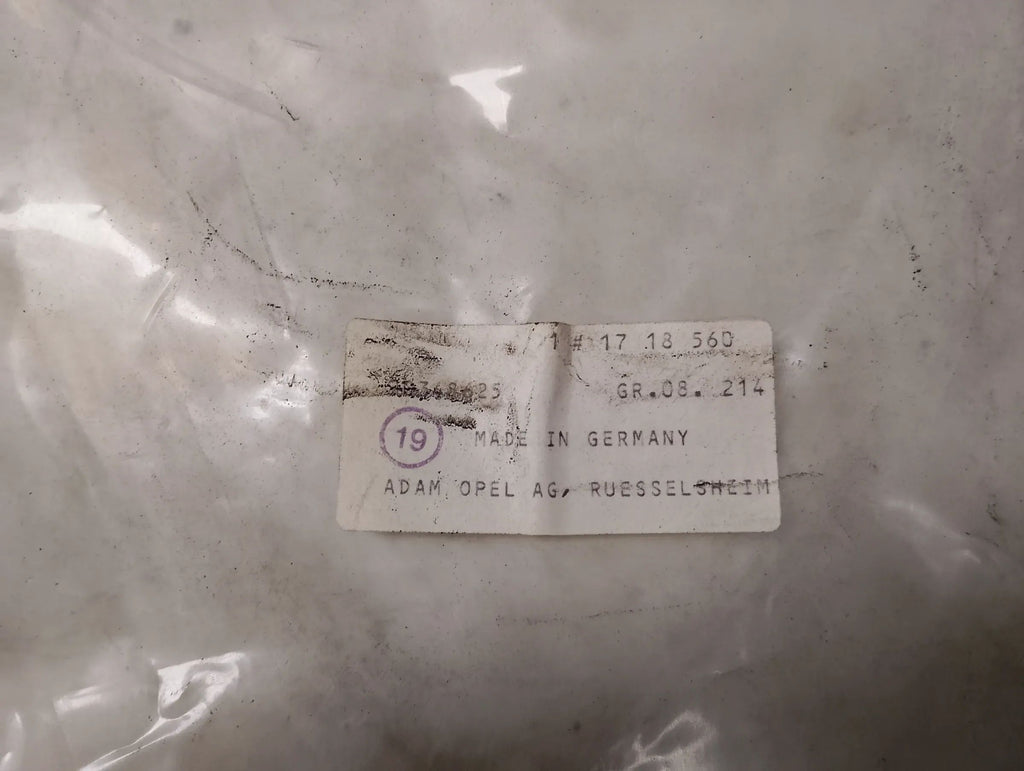 1 # 17 18 560
GR.08. 214
19 MADE IN GERMANY
ADAM OPEL AG, RUESSELSHEIM